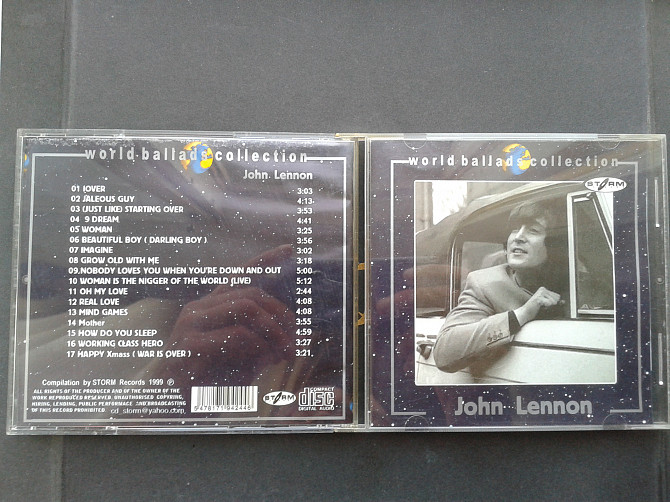 world ballads collection
John Lennon
01 lOVER 3:03
02 JALEOUS GUY 4:13
03 (JUST LIKE) STARTING OVER 3:53
04 9 DREAM 4:41
05 WOMAN 3:25
06 BEAUTIFUL BOY ( DARLING BOY ) 3:56
07 IMAGINE 3:02
08 GROW OLD WITH ME 3:18
09.NOBODY LOVES YOU WHEN YOU'RE DOWN AND OUT 5:00
10 WOMAN IS THE NIGGER OF THE WORLD (LIVE) 5:12
11 OH MY LOVE 2:44
12 REAL LOVE 4:08
13 MIND GAMES 4:08
14 Mother 3:55
15 HOW DO YOU SLEEP 4:59
16 WORKING CLASS HERO 3:27
17 HAPPY Xmass ( WAR IS OVER ) 3:21,
Compilation by STORM Records 1999 ℗
ALL RIGHTS OF THE PRODUCER AND OF THE OWNER OF THE
WORK REPRODUCED RESERVED. UNAUTHORISED COPYRING,
HIRING, LENDING, PUBLIC PERFORMANCE AND BROADCASTING
OF THIS RECORD PROHIBITED. cd_storm@yahoo.com
9478171942446
STORM
COMPACT
disc
DIGITAL AUDIO
world ballads collection
STORM
John Lennon